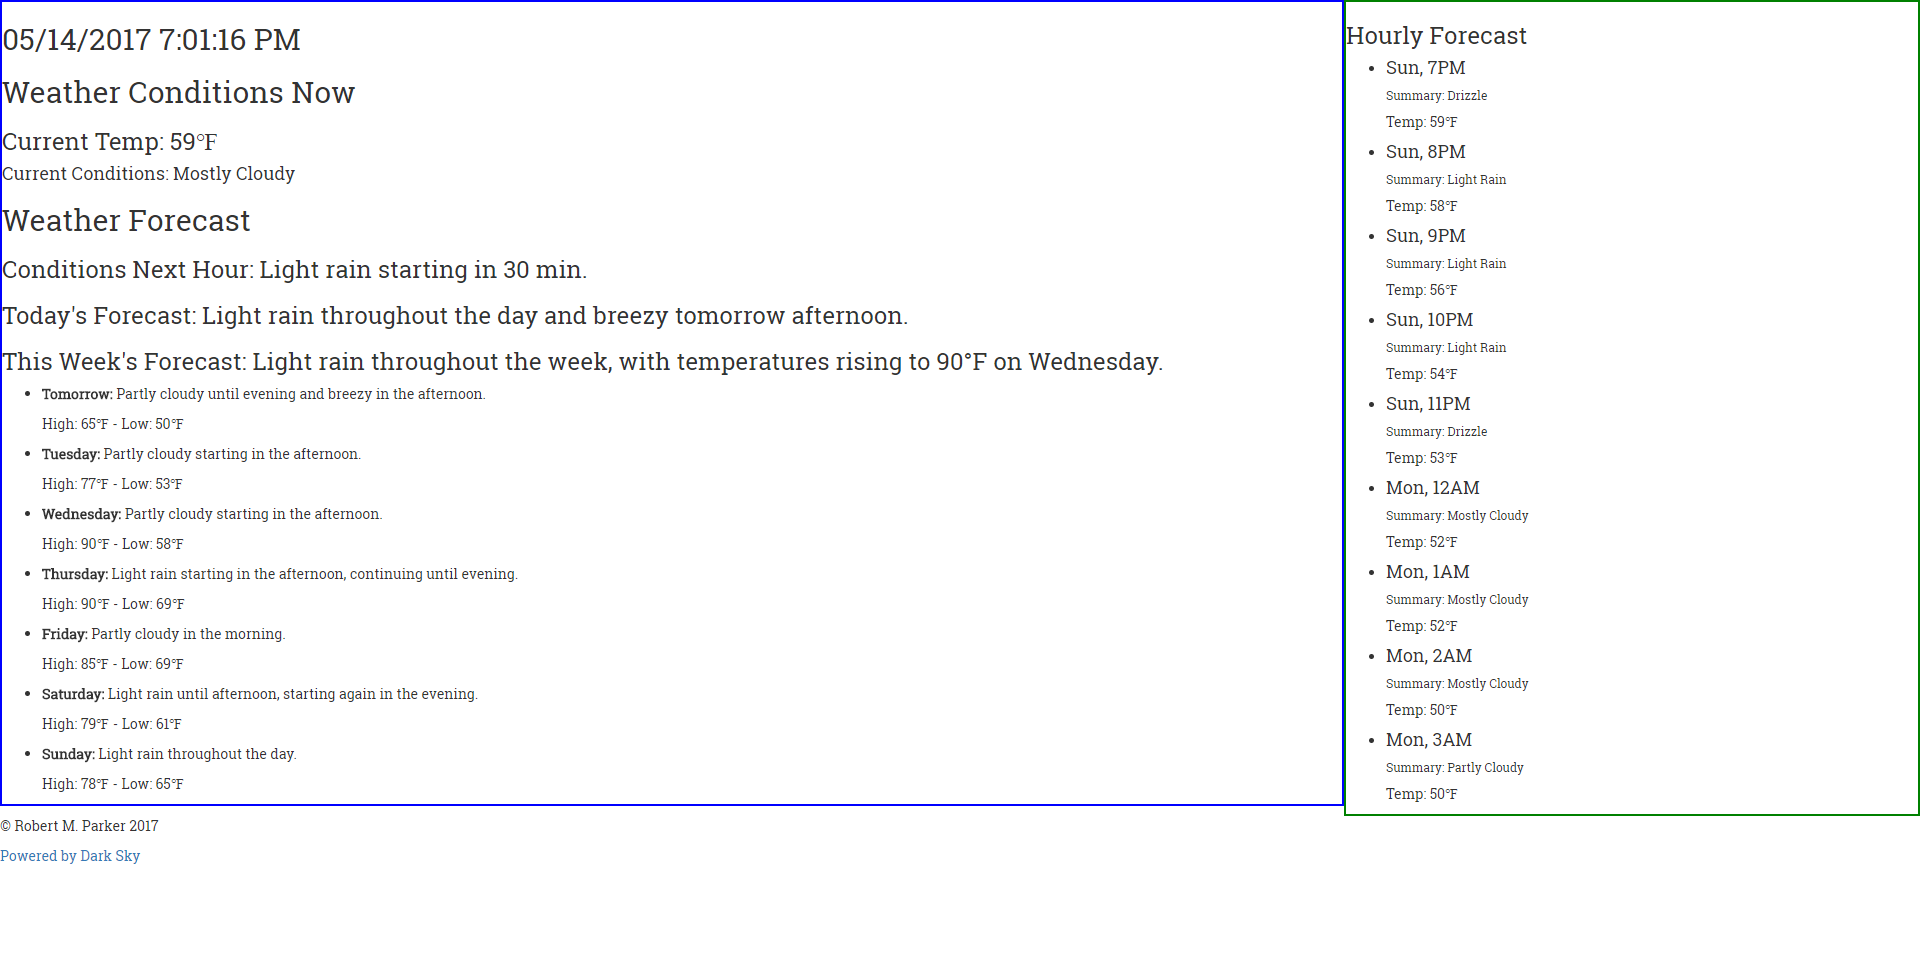 05/14/2017 7:01:16 PM
Weather Conditions Now
Current Temp: 59°F
Current Conditions: Mostly Cloudy
Weather Forecast
Conditions Next Hour: Light rain starting in 30 min.
Today's Forecast: Light rain throughout the day and breezy tomorrow afternoon.
This Week's Forecast: Light rain throughout the week, with temperatures rising to 90°F on Wednesday.
• Tomorrow: Partly cloudy until evening and breezy in the afternoon.
High: 65°F - Low: 50°F
• Tuesday: Partly cloudy starting in the afternoon.
High: 77°F - Low: 53°F
• Wednesday: Partly cloudy starting in the afternoon.
High: 90°F - Low: 58°F
• Thursday: Light rain starting in the afternoon, continuing until evening.
High: 90°F - Low: 69°F
• Friday: Partly cloudy in the morning.
High: 85°F - Low: 69°F
• Saturday: Light rain until afternoon, starting again in the evening.
High: 79°F - Low: 61°F
• Sunday: Light rain throughout the day.
High: 78°F - Low: 65°F
Hourly Forecast
• Sun, 7PM
Summary: Drizzle
Temp: 59°F
• Sun, 8PM
Summary: Light Rain
Temp: 58°F
• Sun, 9PM
Summary: Light Rain
Temp: 56°F
• Sun, 10PM
Summary: Light Rain
Temp: 54°F
• Sun, 11PM
Summary: Drizzle
Temp: 53°F
• Mon, 12AM
Summary: Mostly Cloudy
Temp: 52°F
• Mon, 1AM
Summary: Mostly Cloudy
Temp: 52°F
• Mon, 2AM
Summary: Mostly Cloudy
Temp: 50°F
• Mon, 3AM
Summary: Partly Cloudy
Temp: 50°F
© Robert M. Parker 2017
Powered by Dark Sky